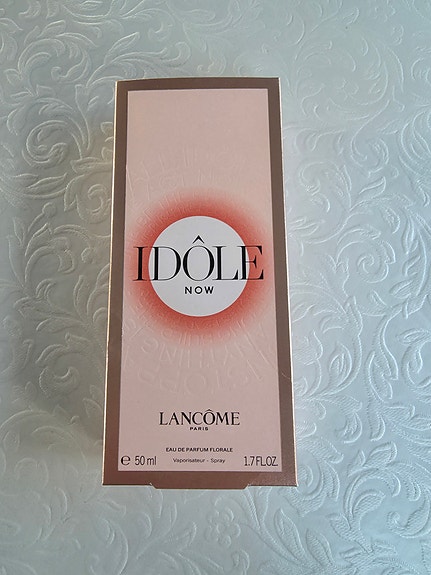 IDÔLE
NOW
LANCÔME
PARIS
EAU DE PARFUM FLORALE
e 50 ml Vaporisateur - Spray 1.7 FL.OZ.